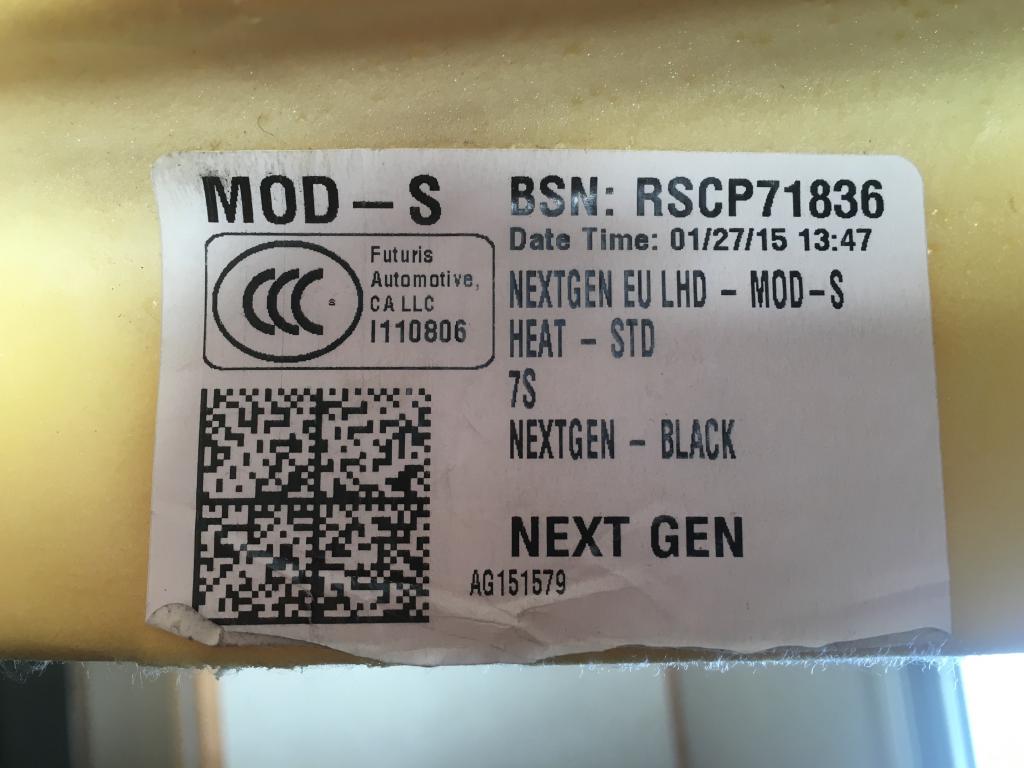 MOD-S
BSN: RSCP71836
Date Time: 01/27/15 13:47
CCC
S
Futuris
Automotive,
CA LLC
I110806
NEXTGEN EU LHD - MOD-S
HEAT - STD
7S
NEXTGEN - BLACK
NEXT GEN
AG151579